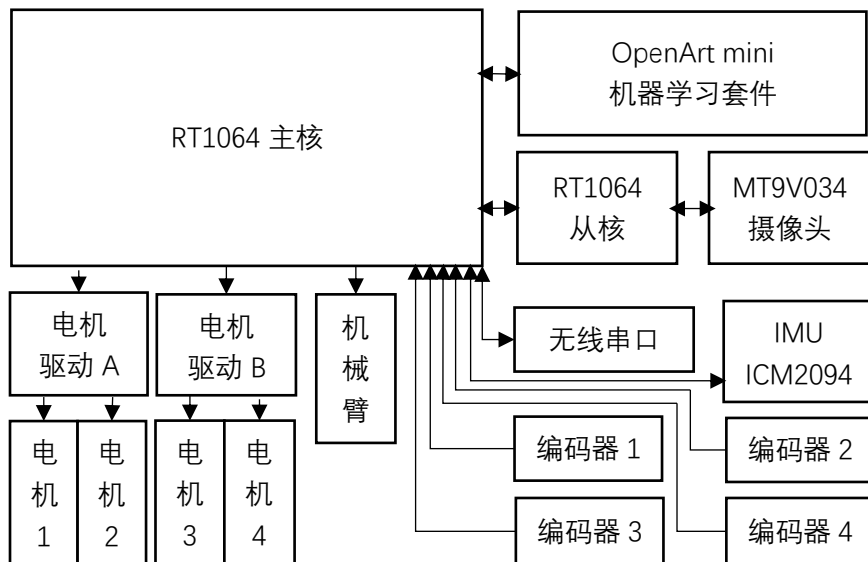 OpenArt mini
机器学习套件
RT1064 主核
RT1064
从核
MT9V034
摄像头
电机
驱动 A
电机
驱动 B
机
械
臂
无线串口
IMU
ICM2094
电
机
1
电
机
2
电
机
3
电
机
4
编码器 1
编码器 2
编码器 3
编码器 4